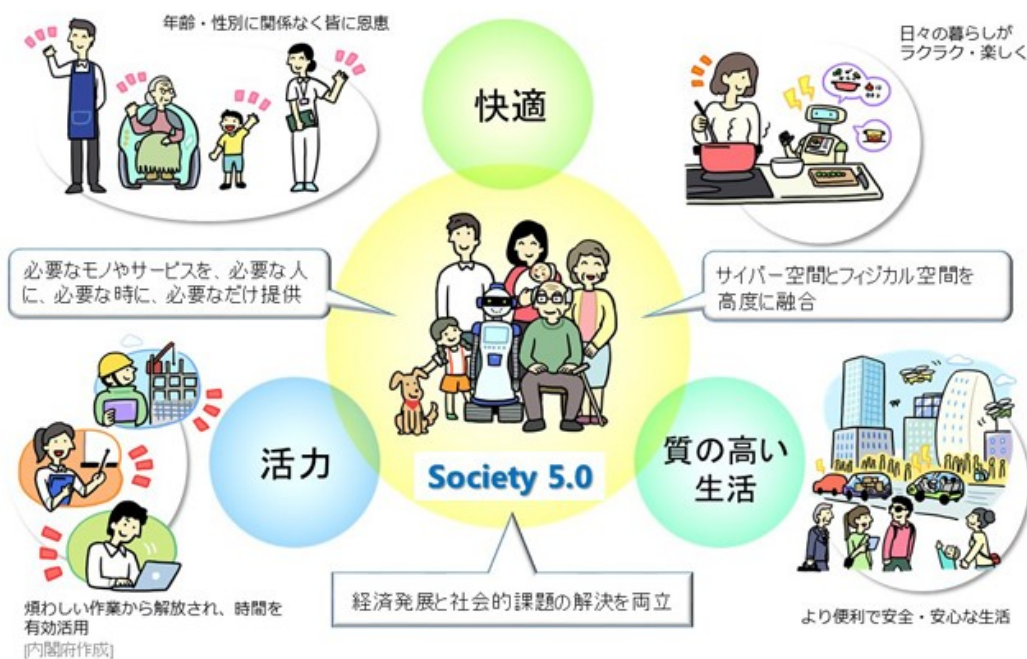 年齢・性別に関係なく皆に恩恵
快適
日々の暮らしが
ラクラク・楽しく
必要なモノやサービスを、必要な人
に、必要な時に、必要なだけ提供
サイバー空間とフィジカル空間を
高度に融合
活力
Society 5.0
質の高い
生活
経済発展と社会的課題の解決を両立
煩わしい作業から解放され、時間を
有効活用
[内閣府作成]
より便利で安全・安心な生活